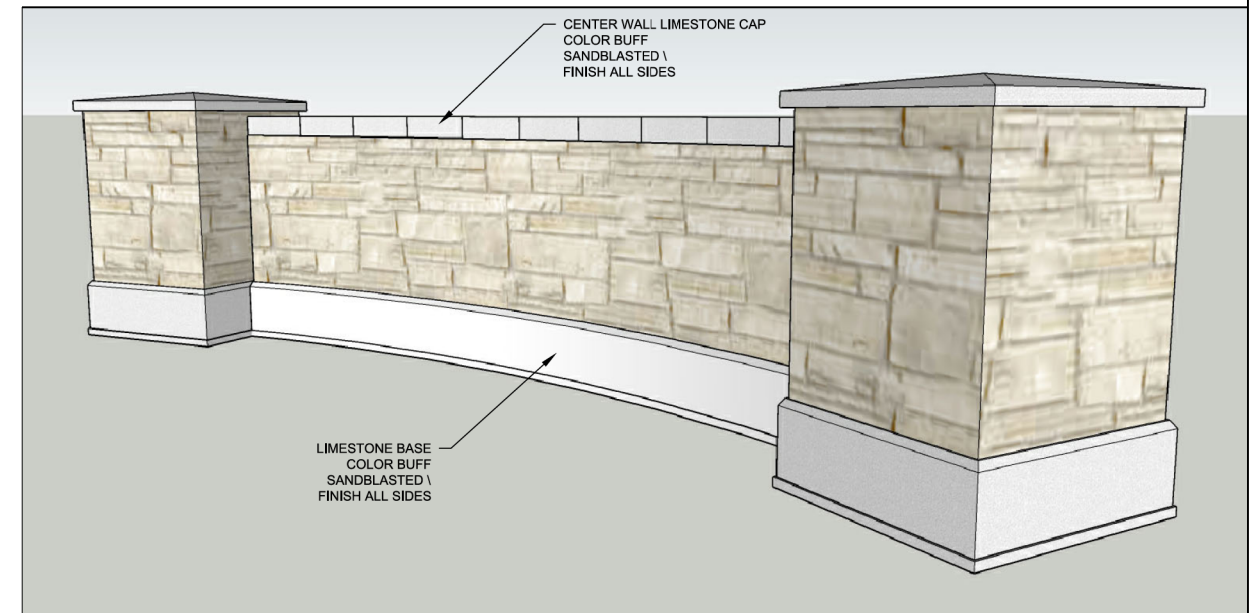 CENTER WALL LIMESTONE CAP
COLOR BUFF
SANDBLASTED \
FINISH ALL SIDES
LIMESTONE BASE
COLOR BUFF
SANDBLASTED \
FINISH ALL SIDES